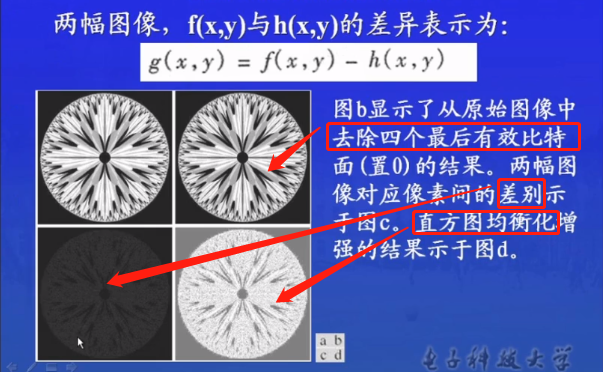 两幅图像，f(x,y)与h(x,y)的差异表示为:
g(x,y) = f(x,y) − h(x,y)
图b显示了从原始图像中
去除四个最后有效比特
面(置0)的结果。两幅图
像对应像素间的差别示
于图c。直方图均衡化增
强的结果示于图d。
a b
c d
电子科技大学